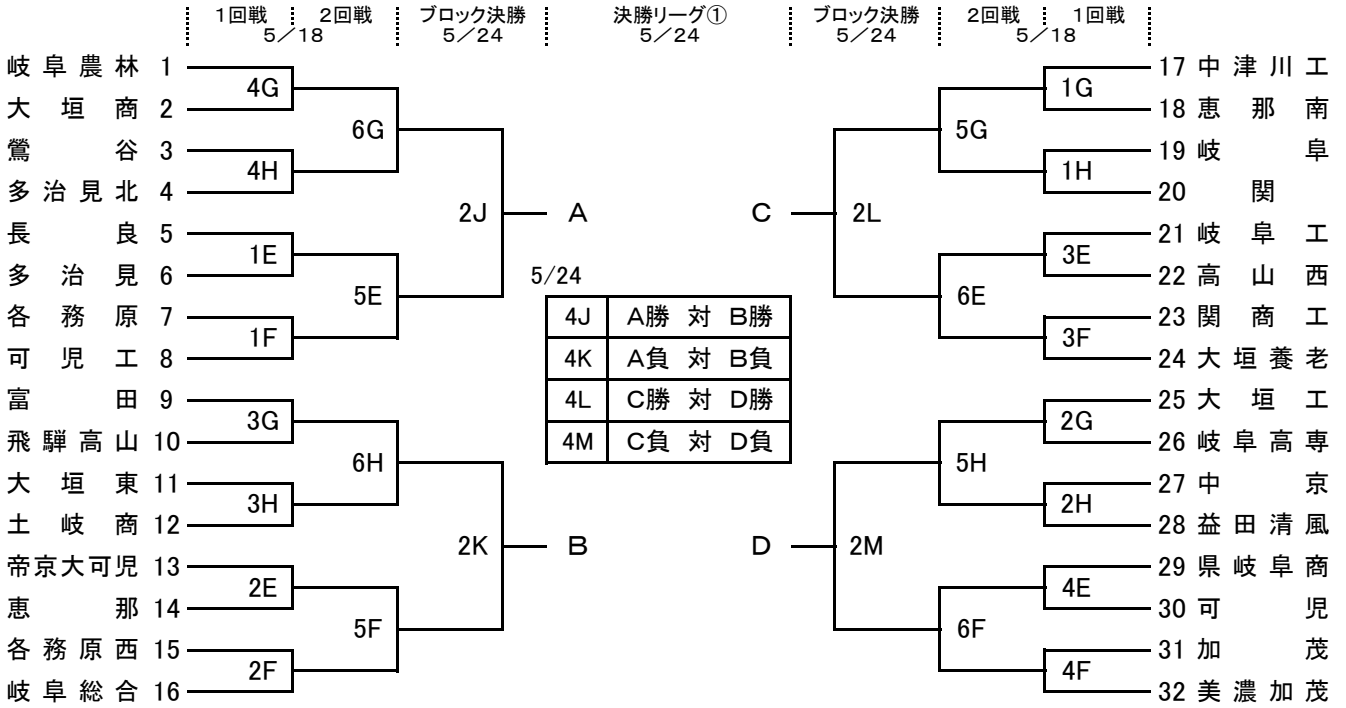 1回戦 2回戦 ブロック決勝 決勝リーグ① ブロック決勝 2回戦 1回戦
5/18 5/24 5/24 5/24 5/18
岐阜農林 1 17 中津川工
4G 1G
大垣商 2 18 恵那南
6G 5G
鶯谷 3 19 岐阜
4H 1H
多治見北 4 20 関
2J A C 2L
長良 5 21 岐阜工
1E 3E
多治見 6 5/24 22 高山西
5E 6E
各務原 7 4J A勝 対 B勝 23 関商工
1F 3F
可児工 8 4K A負 対 B負 24 大垣養老
富田 9 4L C勝 対 D勝 25 大垣工
3G 2G
飛騨高山 10 4M C負 対 D負 26 岐阜高専
6H 5H
大垣東 11 27 中京
3H 2H
土岐商 12 28 益田清風
2K B D 2M
帝京大可児 13 29 県岐阜商
2E 4E
恵那 14 30 可児
5F 6F
各務原西 15 31 加茂
2F 4F
岐阜総合 16 32 美濃加茂